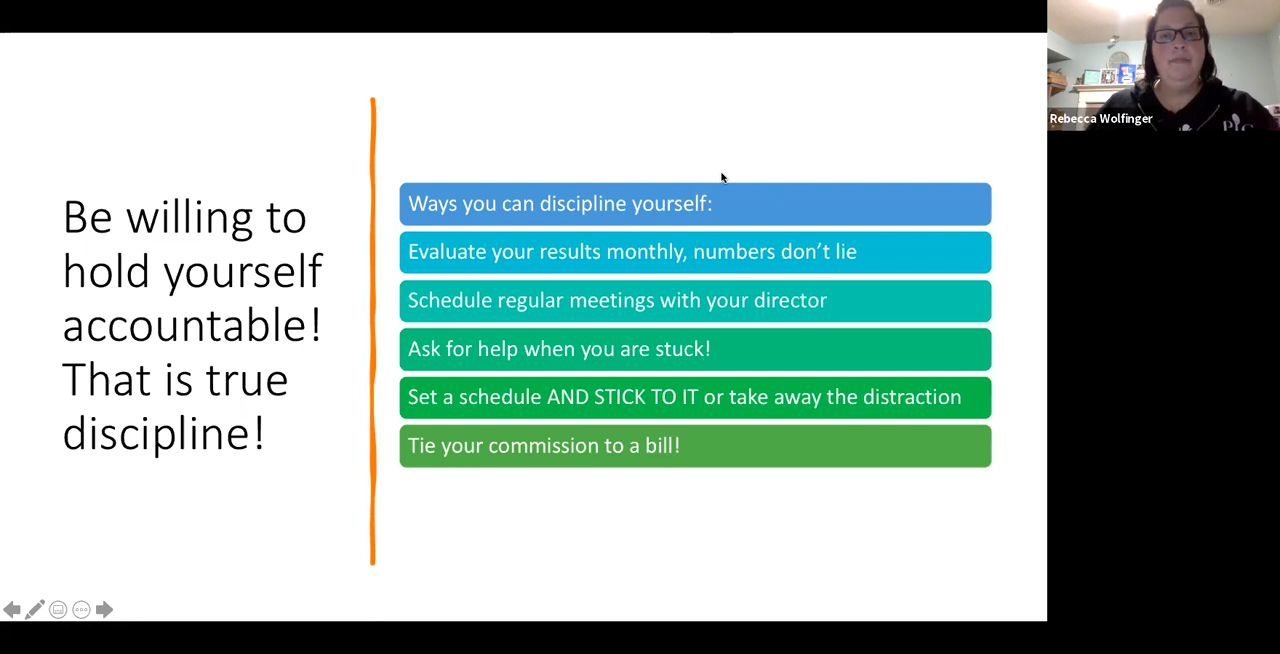 Be willing to
hold yourself
accountable!
That is true
discipline!
Ways you can discipline yourself:
Evaluate your results monthly, numbers don’t lie
Schedule regular meetings with your director
Ask for help when you are stuck!
Set a schedule AND STICK TO IT or take away the distraction
Tie your commission to a bill!
Rebecca Wolfinger